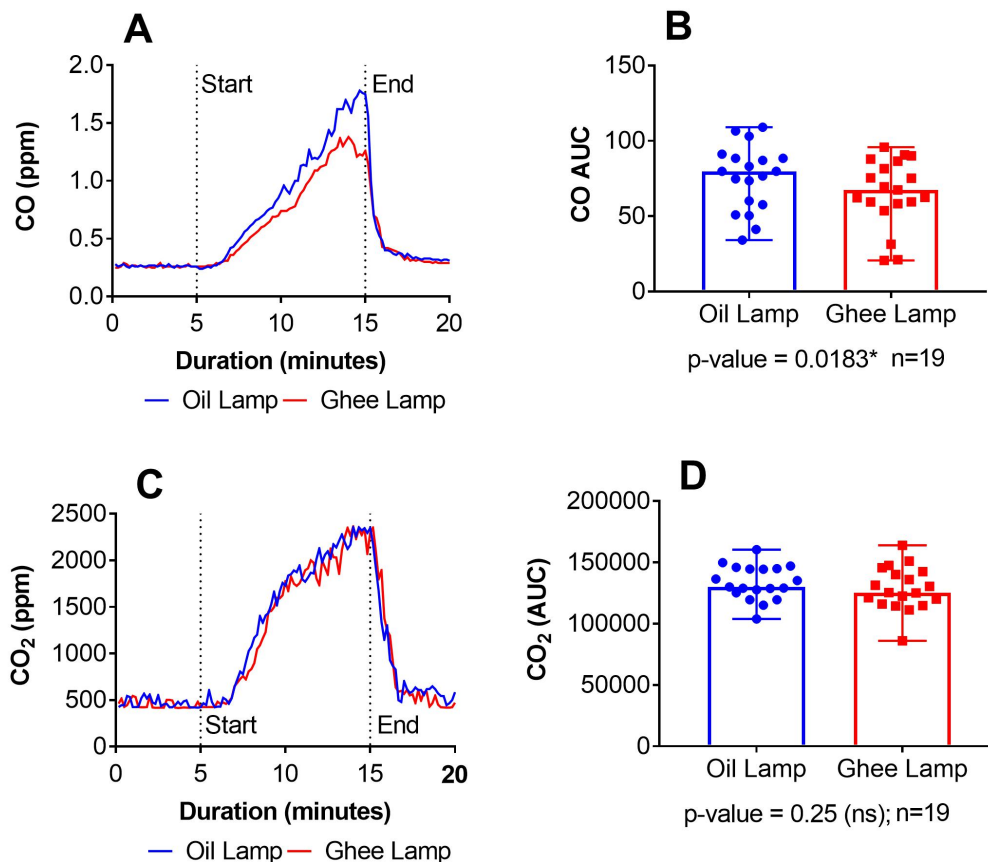 A
2.0
1.5
1.0
0.5
0.0
CO (ppm)
Start
End
0 5 10 15 20
Duration (minutes)
Oil Lamp Ghee Lamp
B
150
100
50
0
CO AUC
Oil Lamp Ghee Lamp
p-value = 0.0183* n=19
C
2500
2000
1500
1000
500
0
CO₂ (ppm)
Start
End
0 5 10 15 20
Duration (minutes)
Oil Lamp Ghee Lamp
D
200000
150000
100000
50000
0
CO₂ (AUC)
Oil Lamp Ghee Lamp
p-value = 0.25 (ns); n=19